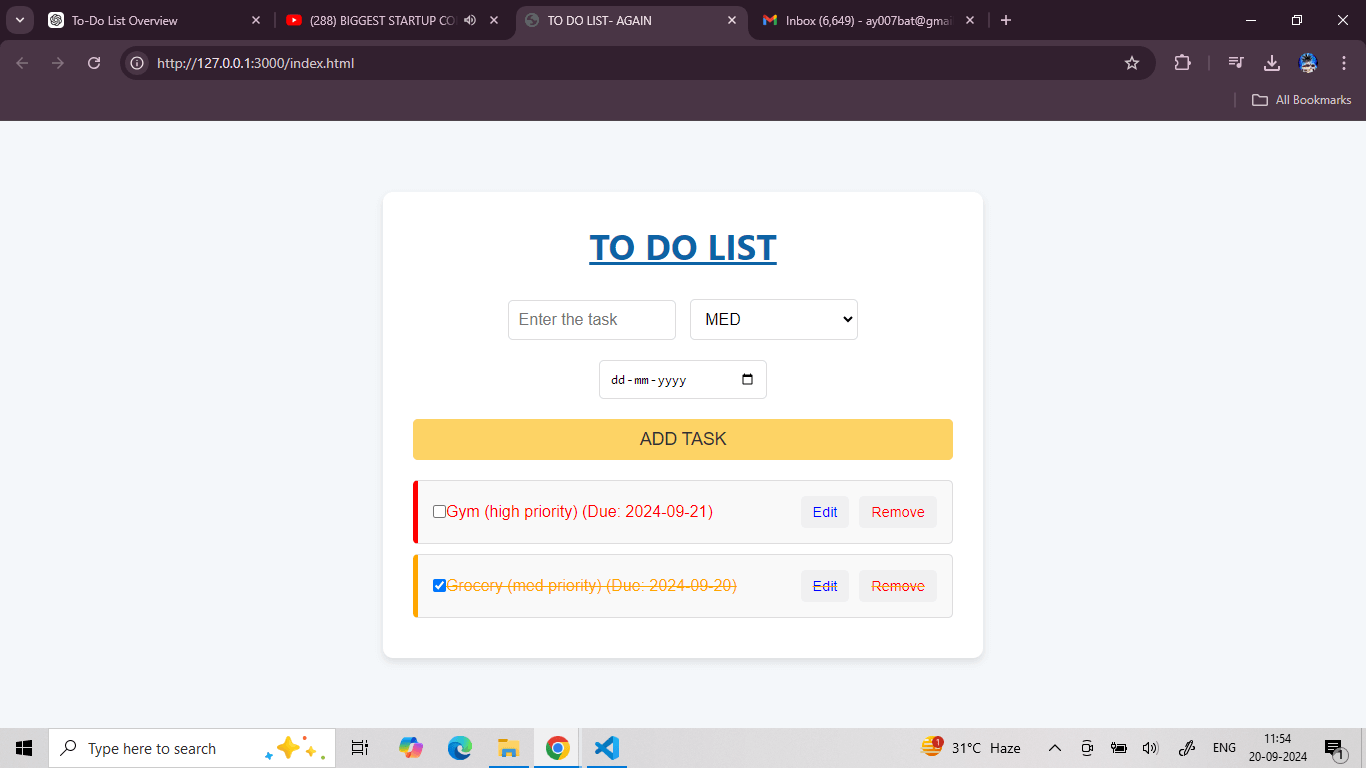 To-Do List Overview
(288) BIGGEST STARTUP CO
TO DO LIST- AGAIN
Inbox (6,649) - ay007bat@gmai
http://127.0.0.1:3000/index.html
All Bookmarks
TO DO LIST
Enter the task
MED
dd-mm-yyyy
ADD TASK
Gym (high priority) (Due: 2024-09-21) Edit Remove
Grocery (med priority) (Due: 2024-09-20) Edit Remove
Type here to search
1
31°C Haze
ENG
11:54
20-09-2024
1